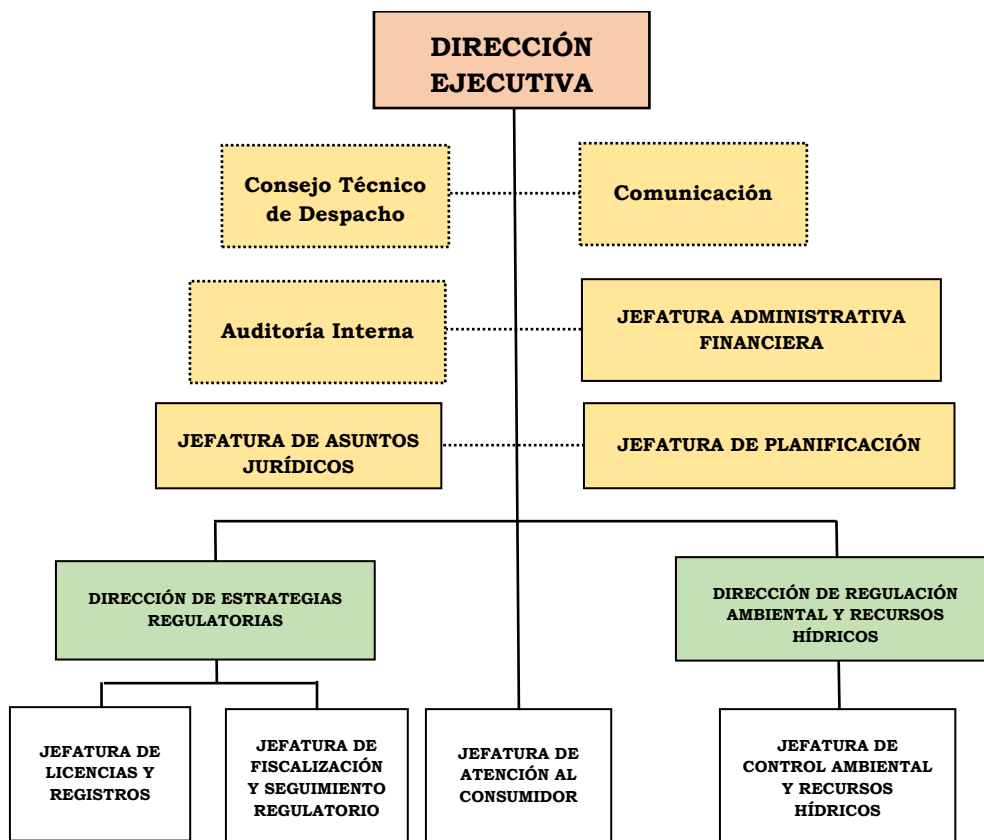 DIRECCIÓN
EJECUTIVA
Consejo Técnico
de Despacho
Comunicación
Auditoría Interna
JEFATURA ADMINISTRATIVA
FINANCIERA
JEFATURA DE ASUNTOS
JURÍDICOS
JEFATURA DE PLANIFICACIÓN
DIRECCIÓN DE ESTRATEGIAS
REGULATORIAS
DIRECCIÓN DE REGULACIÓN
AMBIENTAL Y RECURSOS
HÍDRICOS
JEFATURA DE
LICENCIAS Y
REGISTROS
JEFATURA DE
FISCALIZACIÓN
Y SEGUIMIENTO
REGULATORIO
JEFATURA DE
ATENCIÓN AL
CONSUMIDOR
JEFATURA DE
CONTROL AMBIENTAL
Y RECURSOS
HÍDRICOS